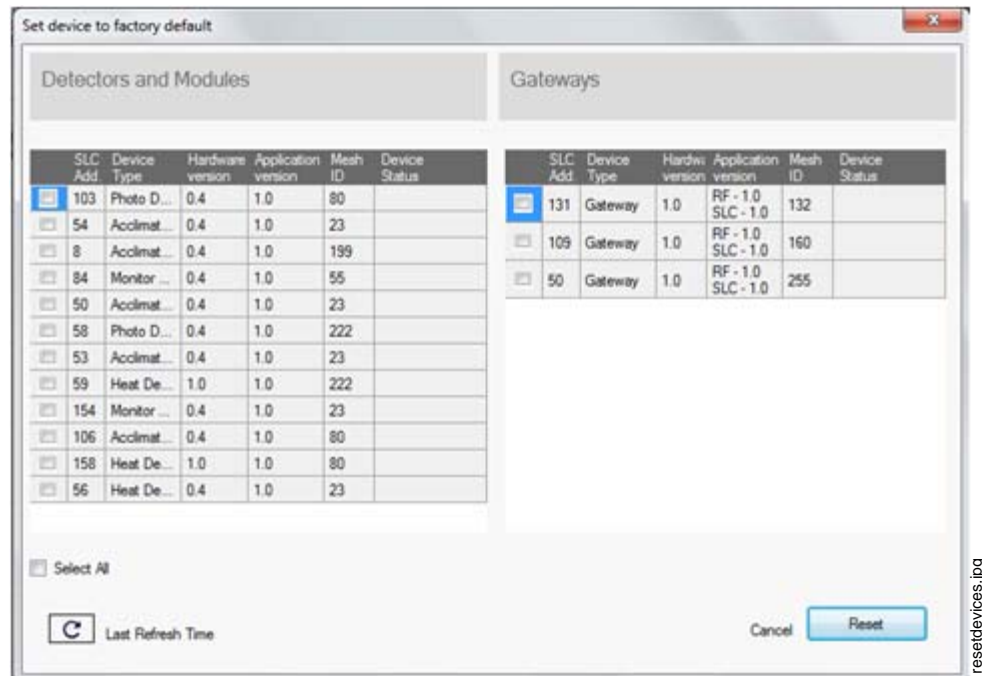 Set device to factory default
Detectors and Modules
SLC Add. Device Type Hardware version Application version Mesh ID Device Status
103 Photo D... 0.4 1.0 80
54 Acclimat... 0.4 1.0 23
8 Acclimat... 0.4 1.0 199
84 Monitor ... 0.4 1.0 55
50 Acclimat... 0.4 1.0 23
58 Photo D... 0.4 1.0 222
53 Acclimat... 0.4 1.0 23
59 Heat De... 1.0 1.0 222
154 Monitor ... 0.4 1.0 23
106 Acclimat... 0.4 1.0 80
158 Heat De... 1.0 1.0 80
56 Heat De... 0.4 1.0 23
Gateways
SLC Add. Device Type Hardwa version Application version Mesh ID Device Status
131 Gateway 1.0 RF - 1.0 SLC - 1.0 132
109 Gateway 1.0 RF - 1.0 SLC - 1.0 160
50 Gateway 1.0 RF - 1.0 SLC - 1.0 255
Select All
Last Refresh Time
Cancel
Reset
resetdevices.jpg